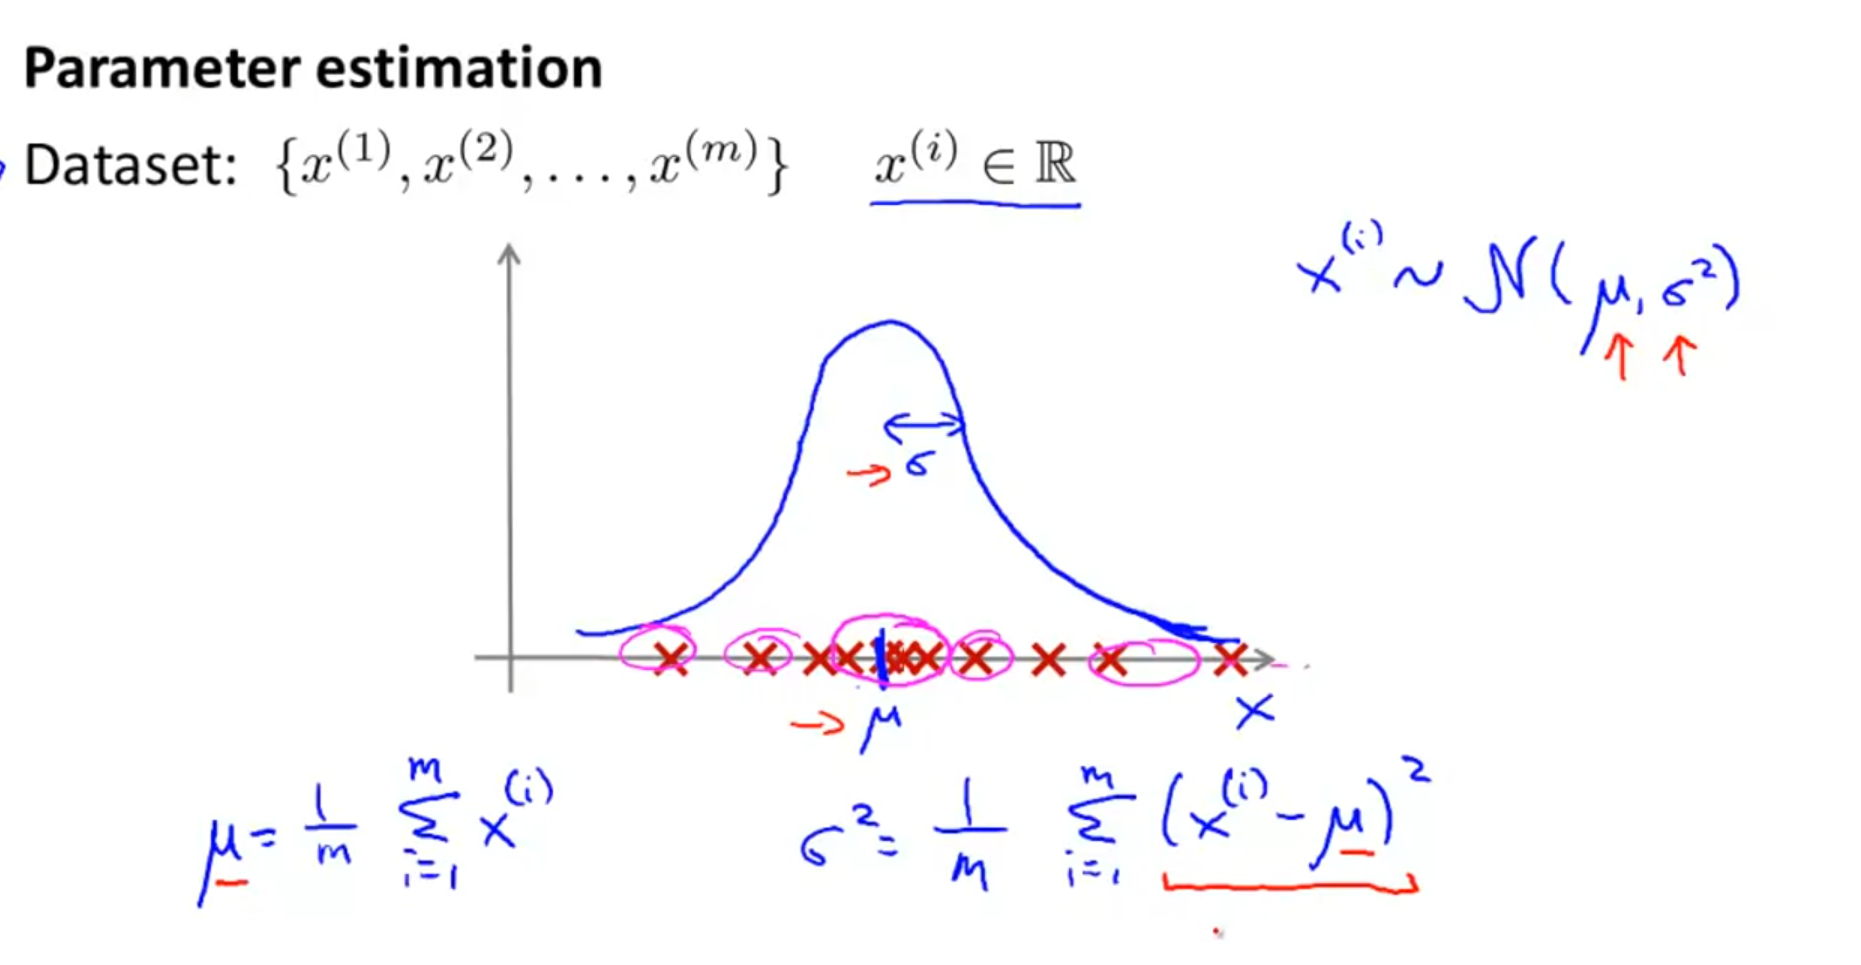 Parameter estimation
Dataset: {x^(1), x^(2), ..., x^(m)}    x^(i) ∈ ℝ
x^(i) ~ N(μ, σ²)
σ
μ
x
μ = 1/m Σ_{i=1}^{m} x^(i)    σ² = 1/m Σ_{i=1}^{m} (x^(i) - μ)²